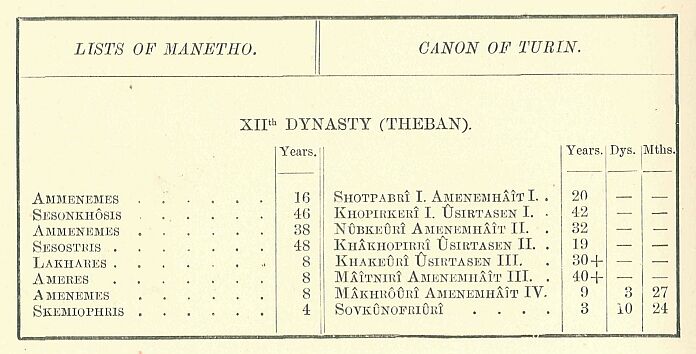 LISTS OF MANETHO. CANON OF TURIN.
XIIth DYNASTY (THEBAN).
Years. Years. Dys. Mths.
AMMENEMES . . . . . . 16 SHOTPABRÎ I. AMENEMHÂÎT I. . 20 — —
SESONKHÔSIS . . . . . 46 KHOPIRKERÎ I. ÛSIRTASEN I. . 42 — —
AMMENEMES . . . . . . 38 NÛBKEÛRÎ AMENEMHÂÎT II. . 32 — —
SESOSTRIS . . . . . . . 48 KHÂKHOPIRRÎ ÛSIRTASEN II. . 19 — —
LAKHARES . . . . . . . 8 KHAKEÛRÎ ÛSIRTASEN III. . 30+ — —
AMERES . . . . . . . 8 MÂÎTNIRÎ AMENEMHÂÎT III. . 40+ — —
AMENEMES . . . . . . 8 MÂKHRÔÛRÎ AMENEMHÂÎT IV. 9 3 27
SKEMIOPHRIS . . . . . 4 SOVKÛNOFRIÛRÎ . . . . 3 10 24